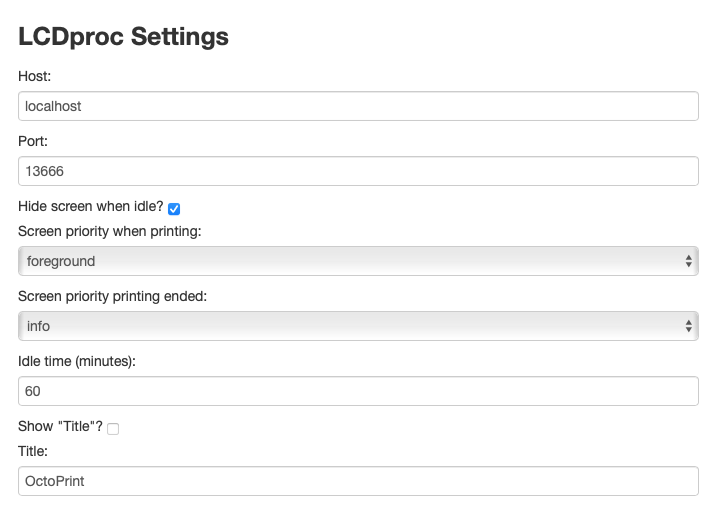 LCDproc Settings
Host:
localhost
Port:
13666
Hide screen when idle?
Screen priority when printing:
foreground
Screen priority printing ended:
info
Idle time (minutes):
60
Show "Title"?
Title:
OctoPrint